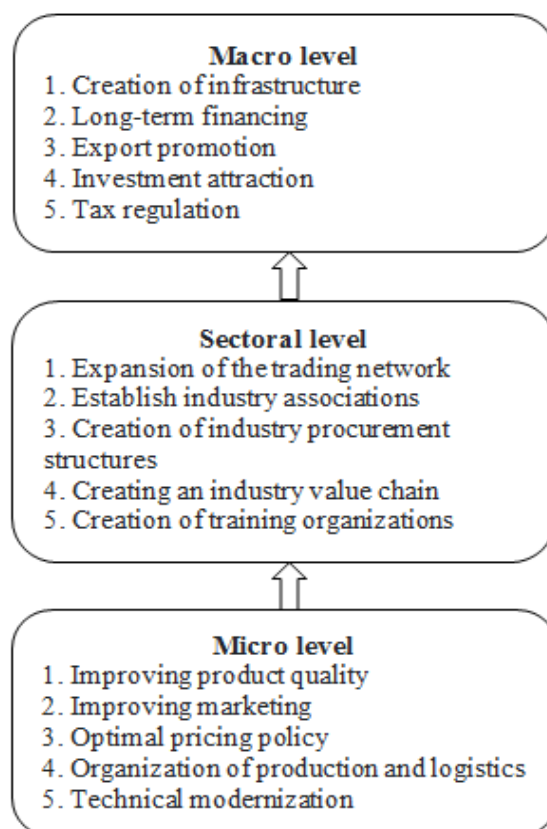 Macro level
1. Creation of infrastructure
2. Long-term financing
3. Export promotion
4. Investment attraction
5. Tax regulation
Sectoral level
1. Expansion of the trading network
2. Establish industry associations
3. Creation of industry procurement
structures
4. Creating an industry value chain
5. Creation of training organizations
Micro level
1. Improving product quality
2. Improving marketing
3. Optimal pricing policy
4. Organization of production and logistics
5. Technical modernization